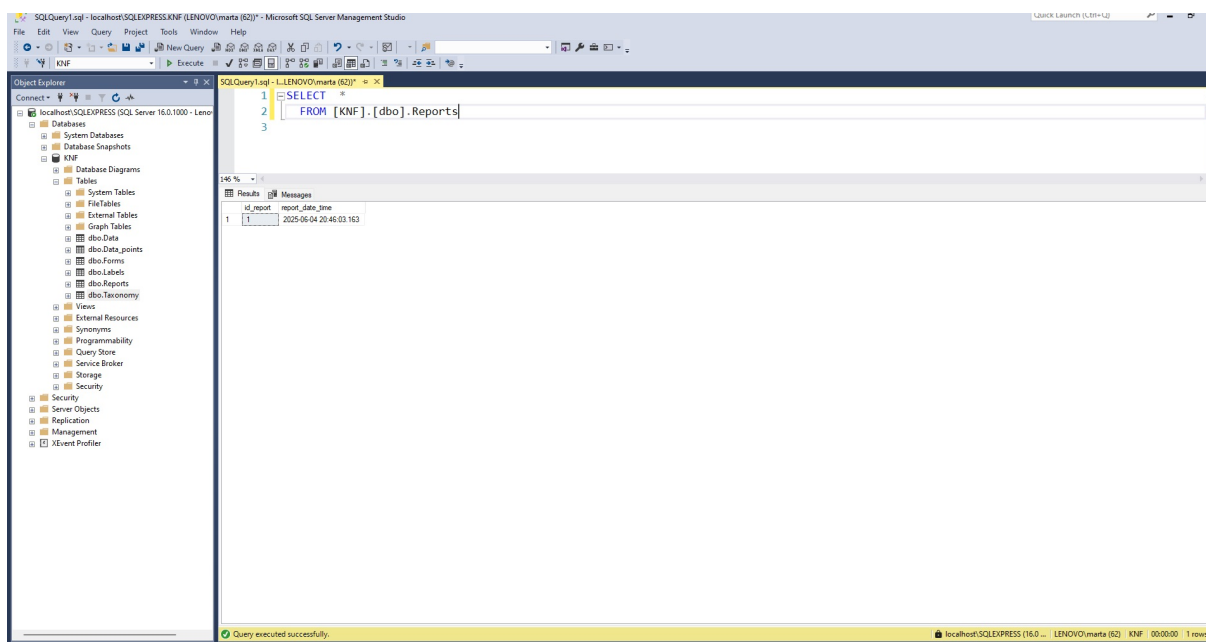 SQLQuery1.sql - localhost\SQLEXPRESS.KNF (LENOVO\marta (62))* - Microsoft SQL Server Management Studio
Quick Launch (Ctrl+Q)
File Edit View Query Project Tools Window Help
New Query
KNF
Execute
Object Explorer
Connect
localhost\SQLEXPRESS (SQL Server 16.0.1000 - Leno
Databases
System Databases
Database Snapshots
KNF
Database Diagrams
Tables
System Tables
FileTables
External Tables
Graph Tables
dbo.Data
dbo.Data_points
dbo.Forms
dbo.Labels
dbo.Reports
dbo.Taxonomy
Views
External Resources
Synonyms
Programmability
Query Store
Service Broker
Storage
Security
Security
Server Objects
Replication
Management
XEvent Profiler
SQLQuery1.sql - l...LENOVO\marta (62))*
1 SELECT *
2 FROM [KNF].[dbo].Reports
3
146 %
Results Messages
id_report report_date_time
1 1 2025-06-04 20:46:03.163
Query executed successfully.
localhost\SQLEXPRESS (16.0 ... LENOVO\marta (62) KNF 00:00:00 1 rows